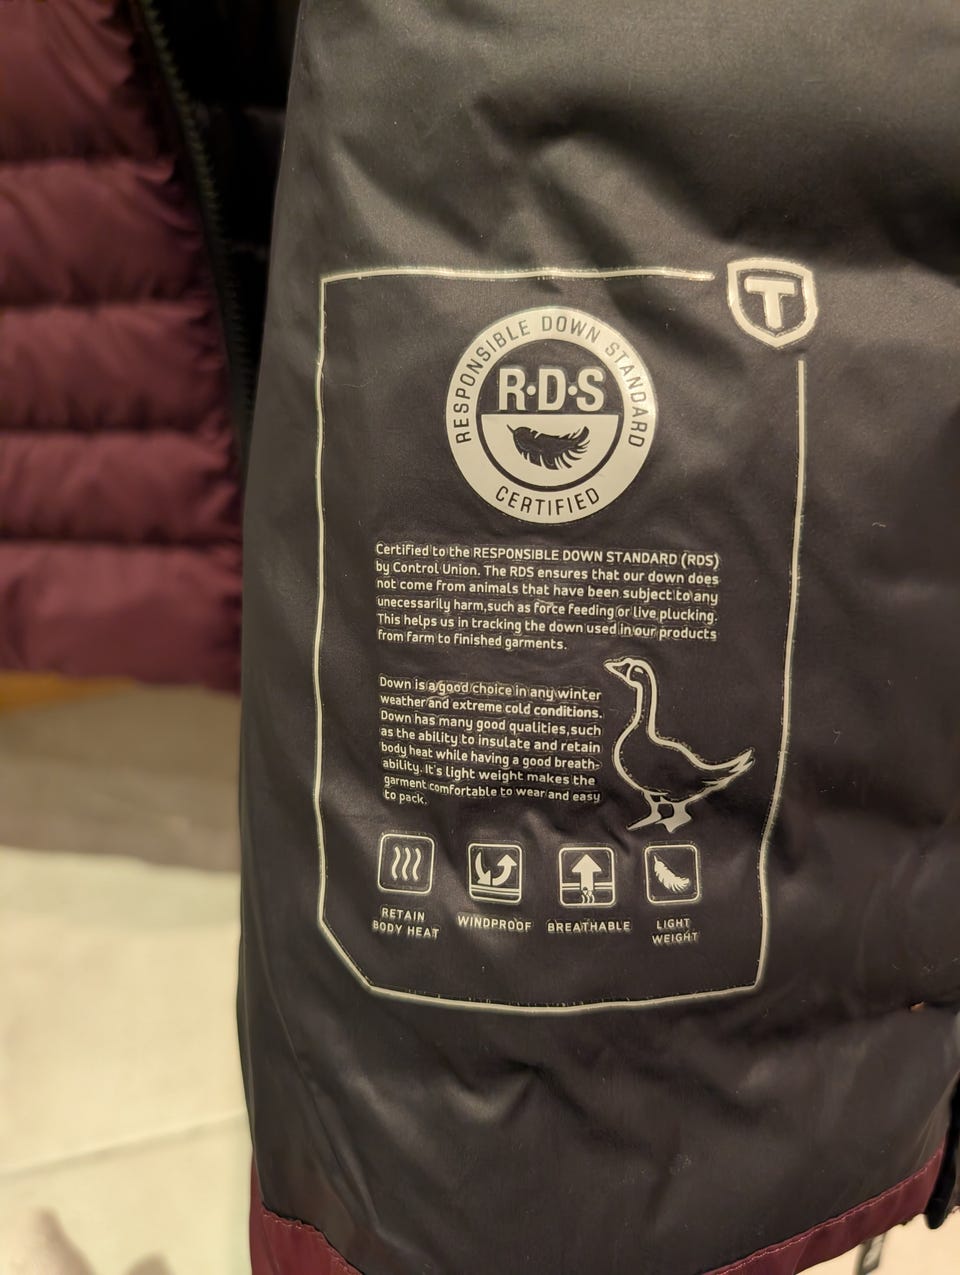 T
RESPONSIBLE DOWN STANDARD
R·D·S
CERTIFIED
Certified to the RESPONSIBLE DOWN STANDARD (RDS)
by Control Union. The RDS ensures that our down does
not come from animals that have been subject to any
unecessarily harm,such as force feeding or live plucking.
This helps us in tracking the down used in our products
from farm to finished garments.
Down is a good choice in any winter
weather and extreme cold conditions.
Down has many good qualities,such
as the ability to insulate and retain
body heat while having a good breath-
ability. It's light weight makes the
garment comfortable to wear and easy
to pack.
RETAIN
BODY HEAT
WINDPROOF
BREATHABLE
LIGHT
WEIGHT